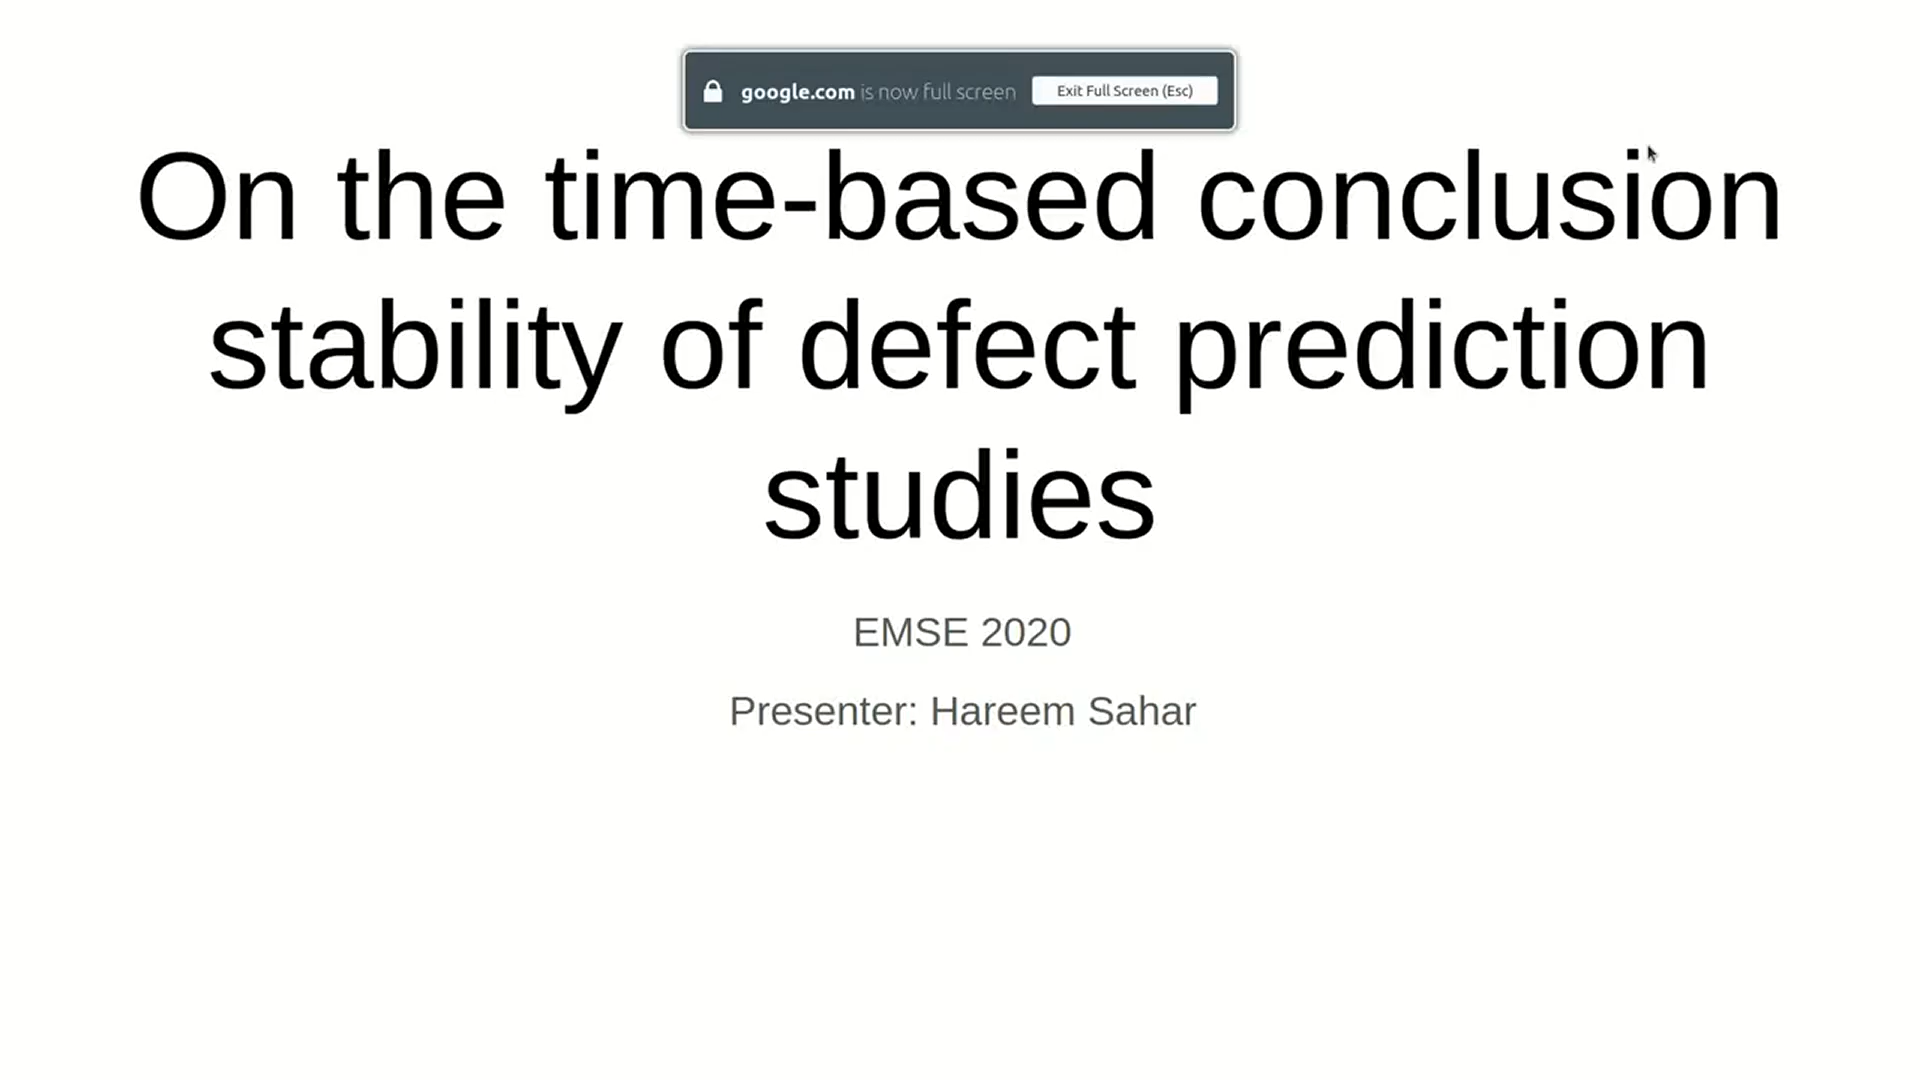 google.com is now full screen Exit Full Screen (Esc)
On the time-based conclusion
stability of defect prediction
studies
EMSE 2020
Presenter: Hareem Sahar